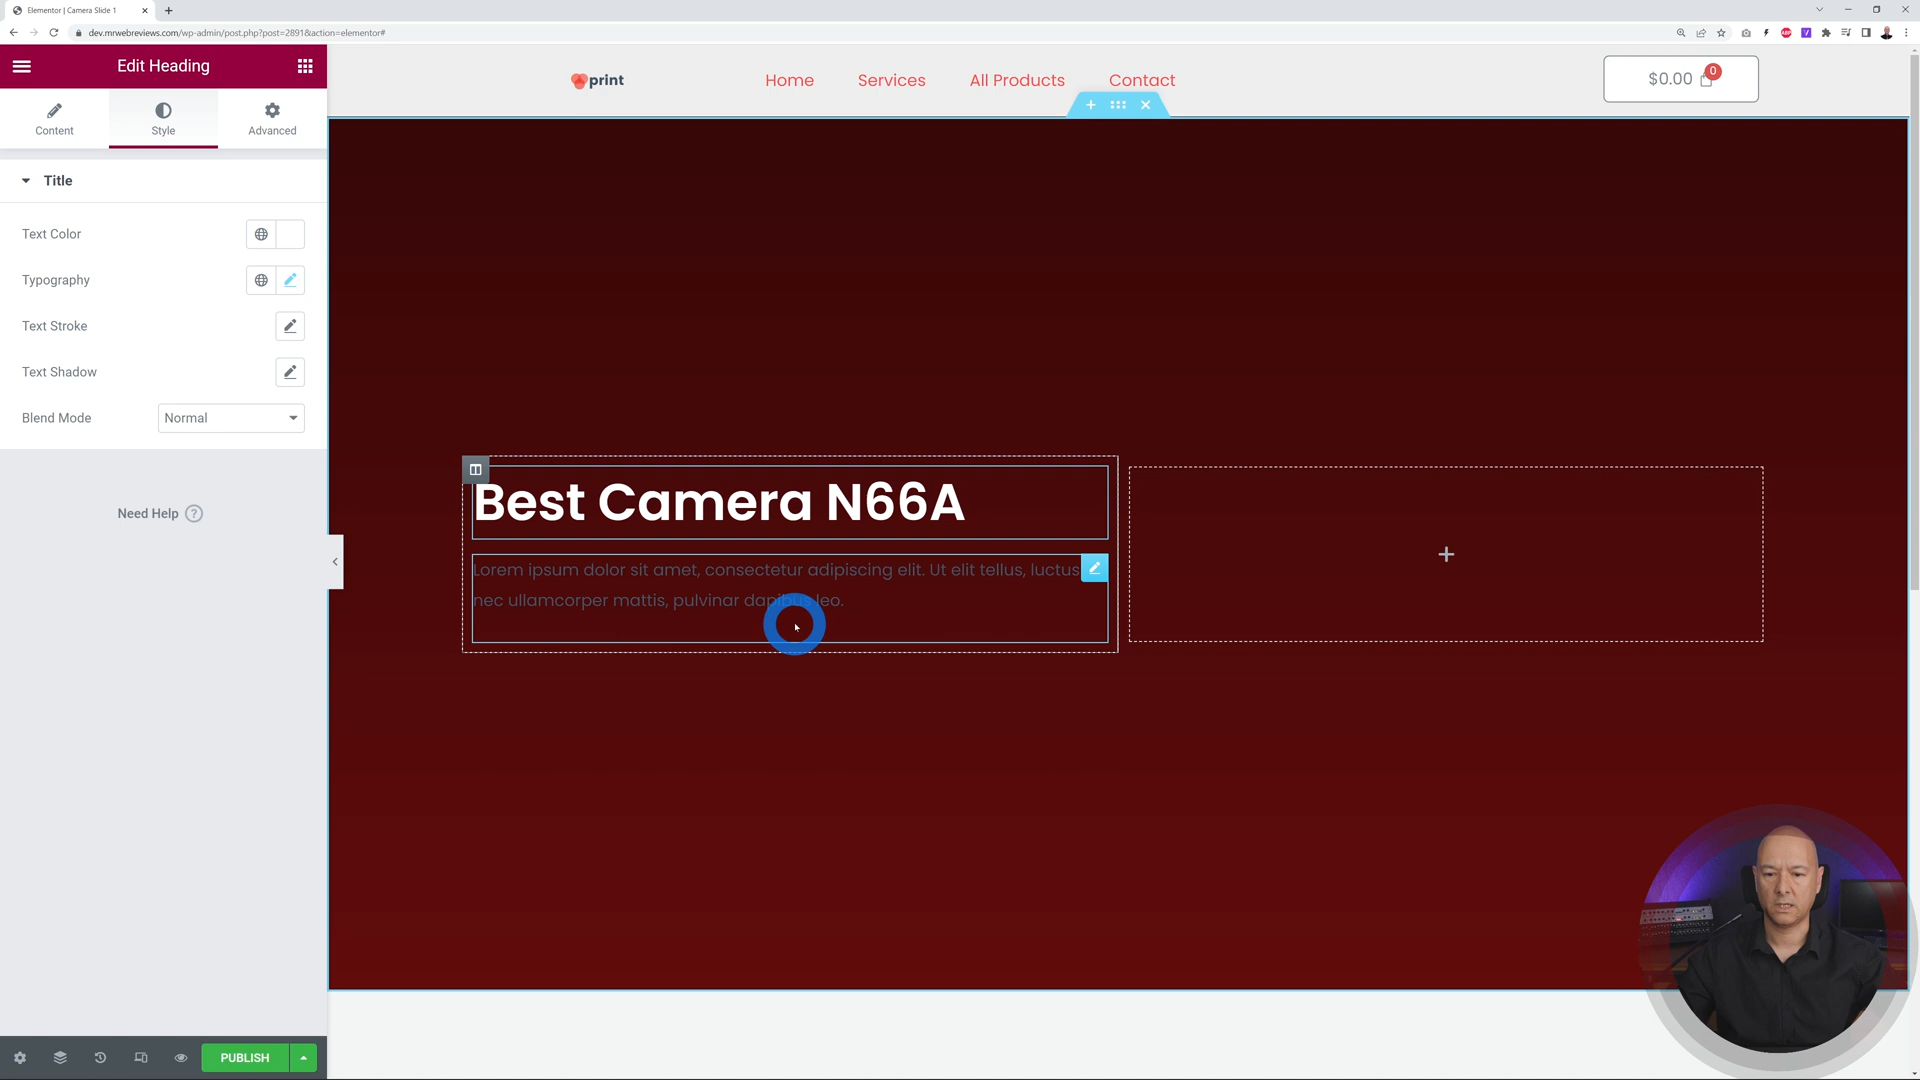 Elementor | Camera Slide 1
dev.mrwebreviews.com/wp-admin/post.php?post=2891&action=elementor#
Edit Heading
Content
Style
Advanced
Title
Text Color
Typography
Text Stroke
Text Shadow
Blend Mode
Normal
Need Help ?
PUBLISH
print
Home
Services
All Products
Contact
$0.00
0
Best Camera N66A
Lorem ipsum dolor sit amet, consectetur adipiscing elit. Ut elit tellus, luctus
nec ullamcorper mattis, pulvinar dapibus leo.